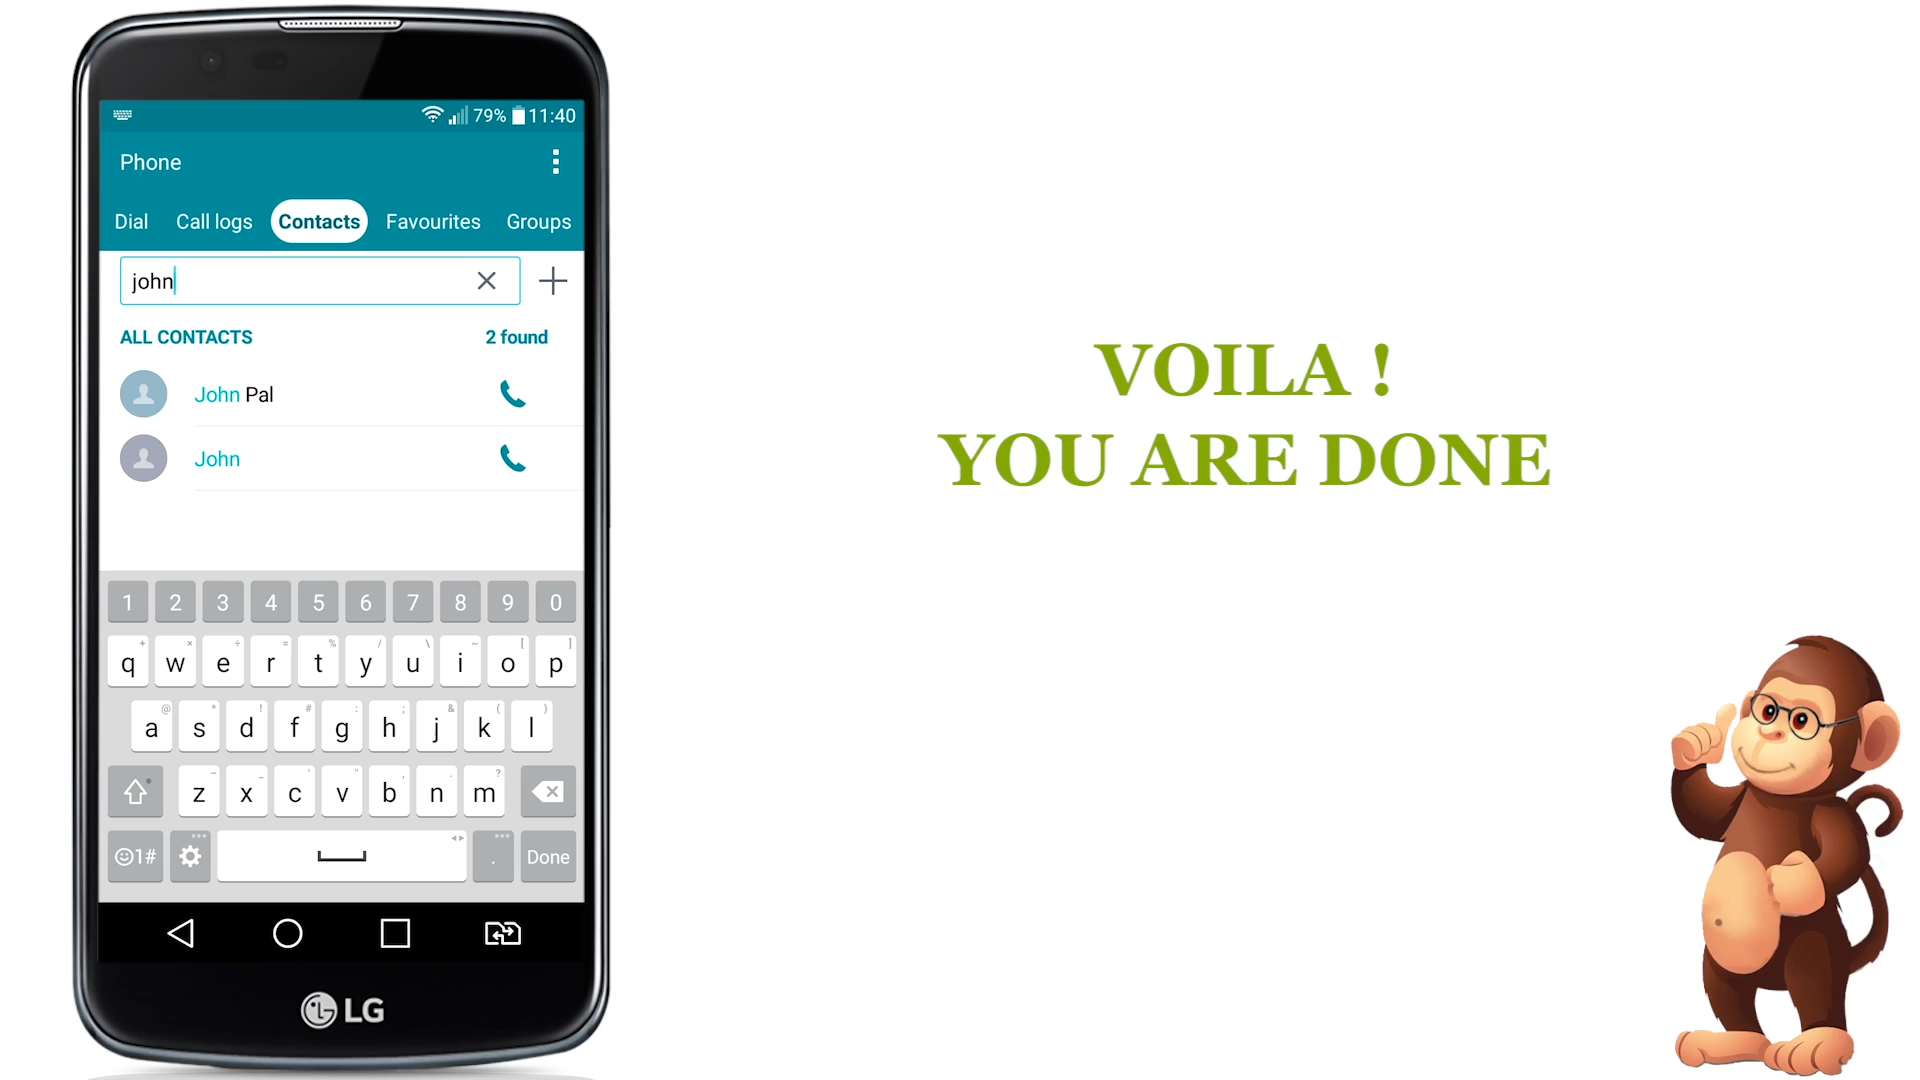 79% 11:40
Phone
Dial Call logs Contacts Favourites Groups
john
ALL CONTACTS 2 found
John Pal
John
1 2 3 4 5 6 7 8 9 0
q w e r t y u i o p
a s d f g h j k l
z x c v b n m
1# . Done
LG
VOILA !
YOU ARE DONE